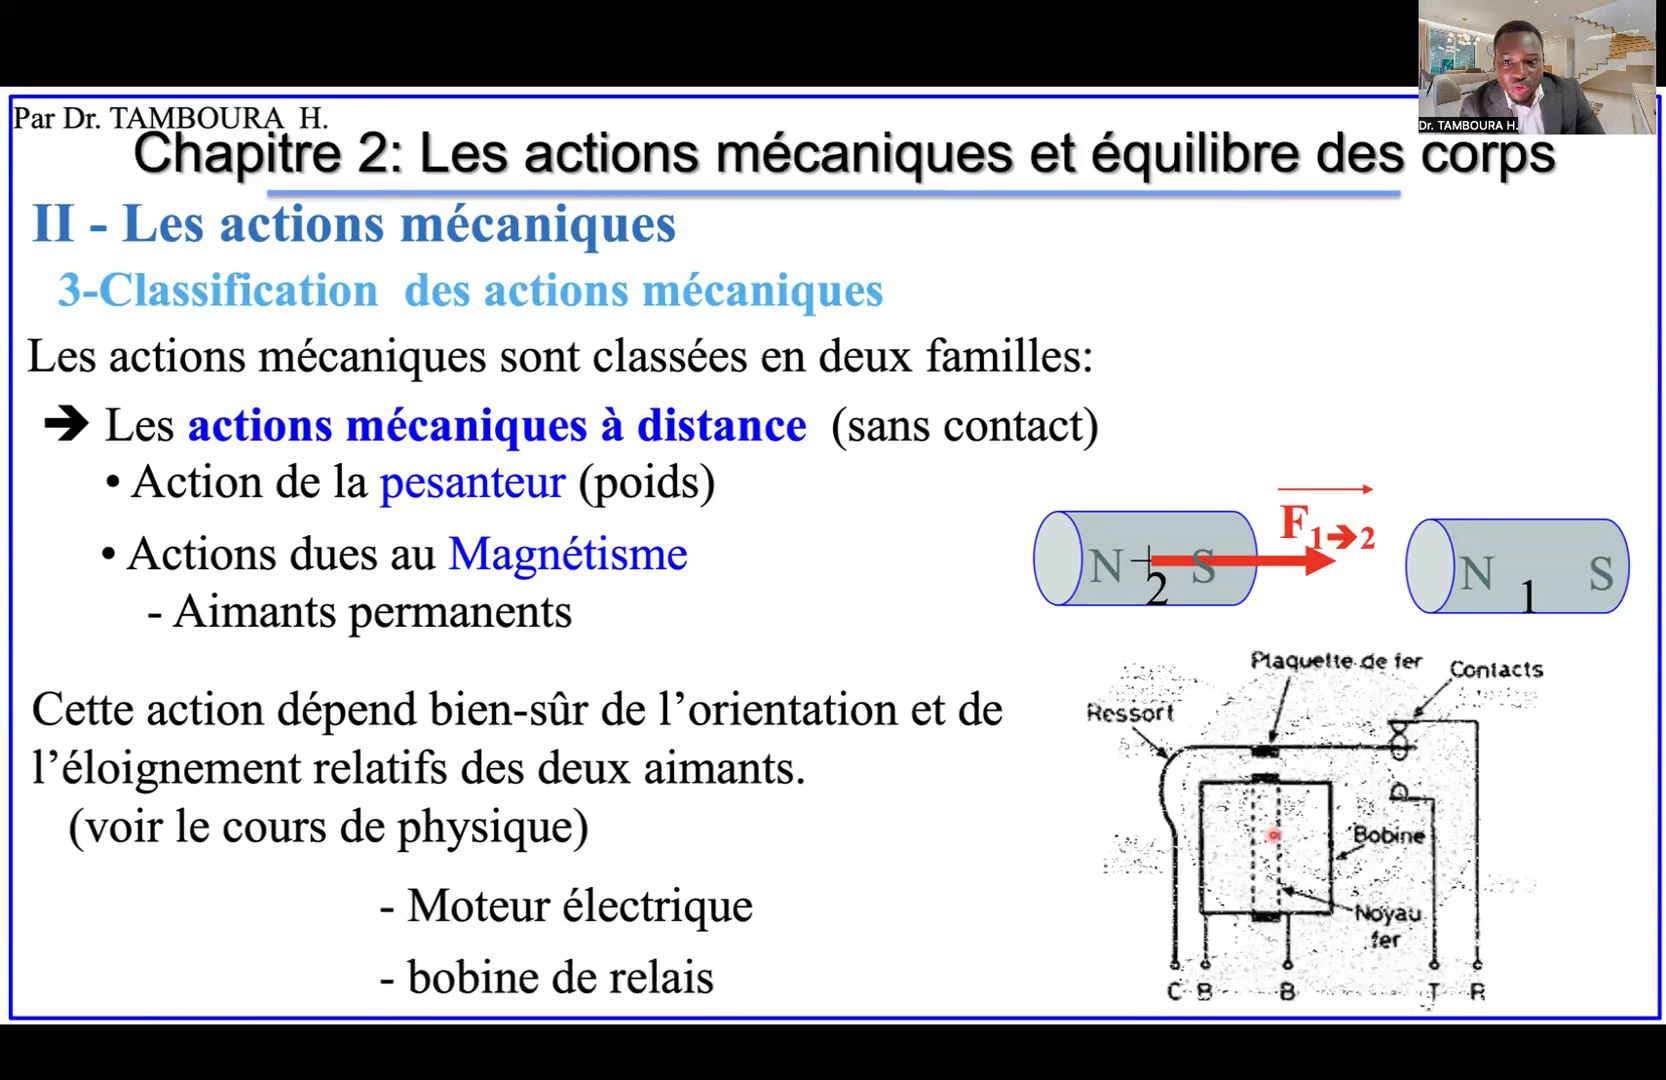 Dr. TAMBOURA H.
Par Dr. TAMBOURA H.
Chapitre 2: Les actions mécaniques et équilibre des corps
II - Les actions mécaniques
3-Classification des actions mécaniques
Les actions mécaniques sont classées en deux familles:
➔ Les actions mécaniques à distance (sans contact)
• Action de la pesanteur (poids)
• Actions dues au Magnétisme
- Aimants permanents
F1➔2
N S
2
N S
1
Cette action dépend bien-sûr de l’orientation et de
l’éloignement relatifs des deux aimants.
(voir le cours de physique)
- Moteur électrique
- bobine de relais
Plaquette de fer
Contacts
Ressort
Bobine
Noyau
fer
C B B T R